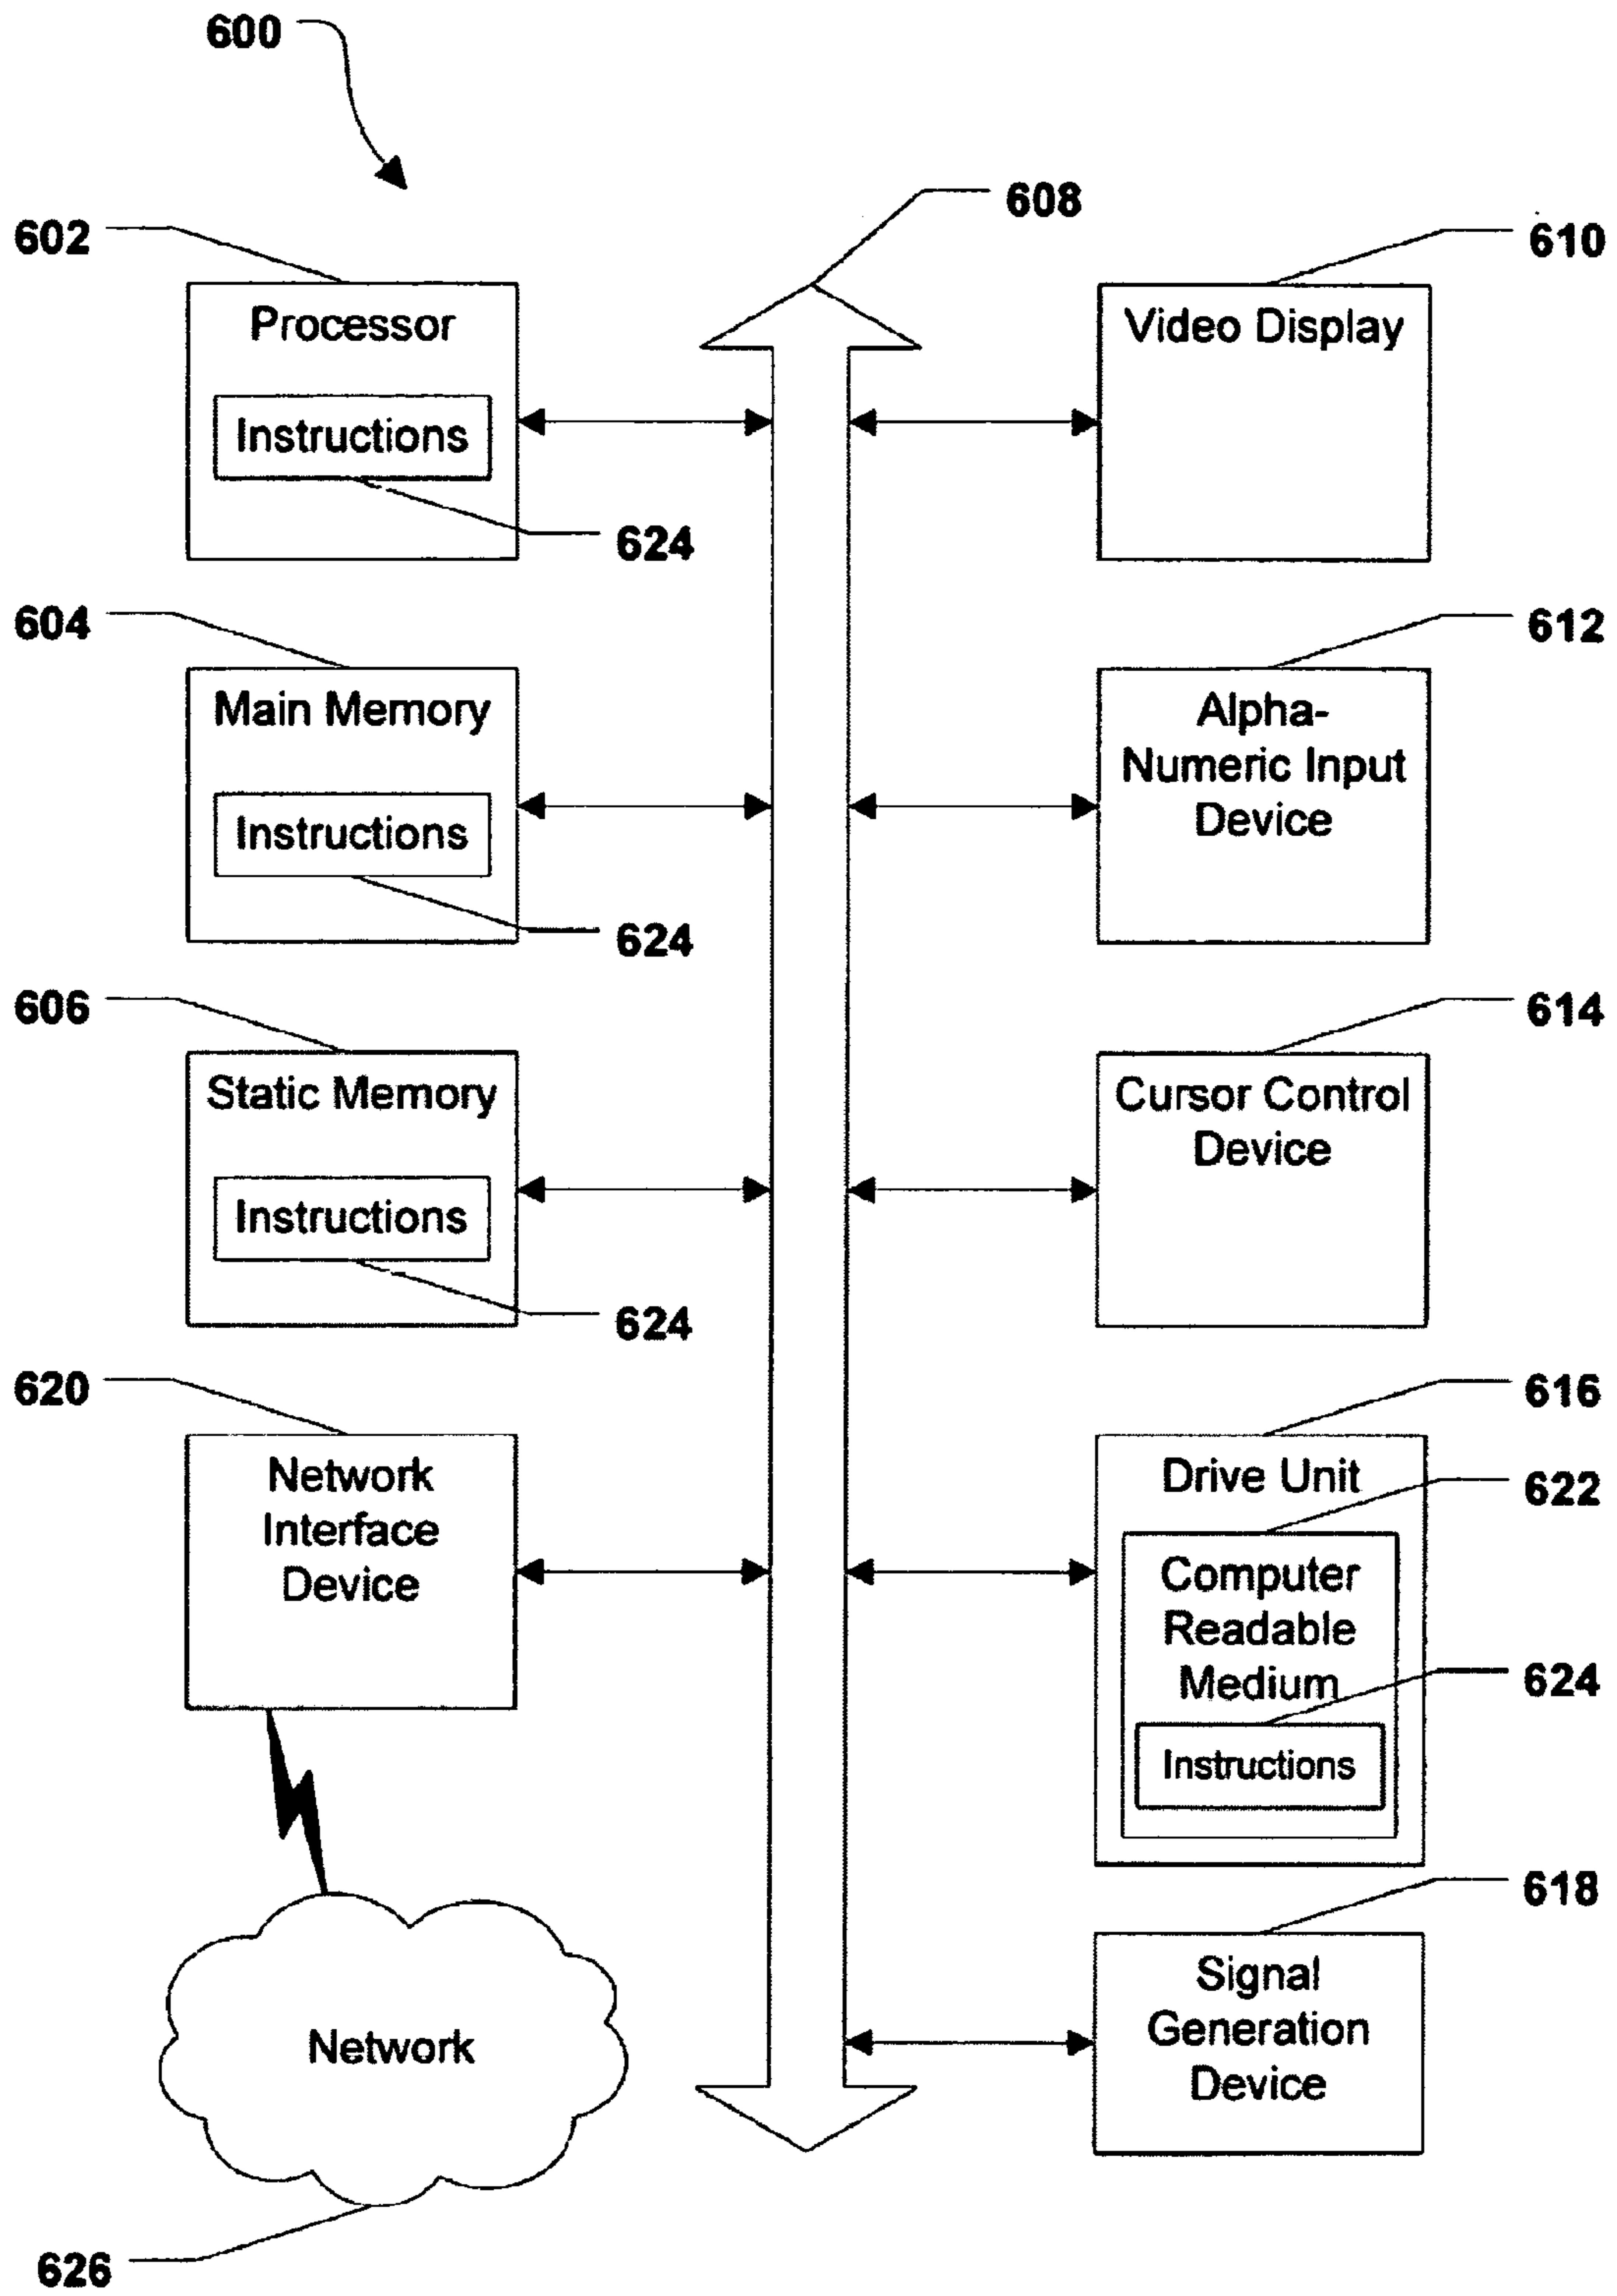 600
608
602
610
Processor
Video Display
Instructions
624
604
612
Main Memory
Alpha-
Numeric Input
Device
Instructions
624
606
614
Static Memory
Cursor Control
Device
Instructions
624
620
616
Network
Interface
Device
Drive Unit
622
Computer
Readable
Medium
624
Instructions
618
Signal
Generation
Device
Network
626